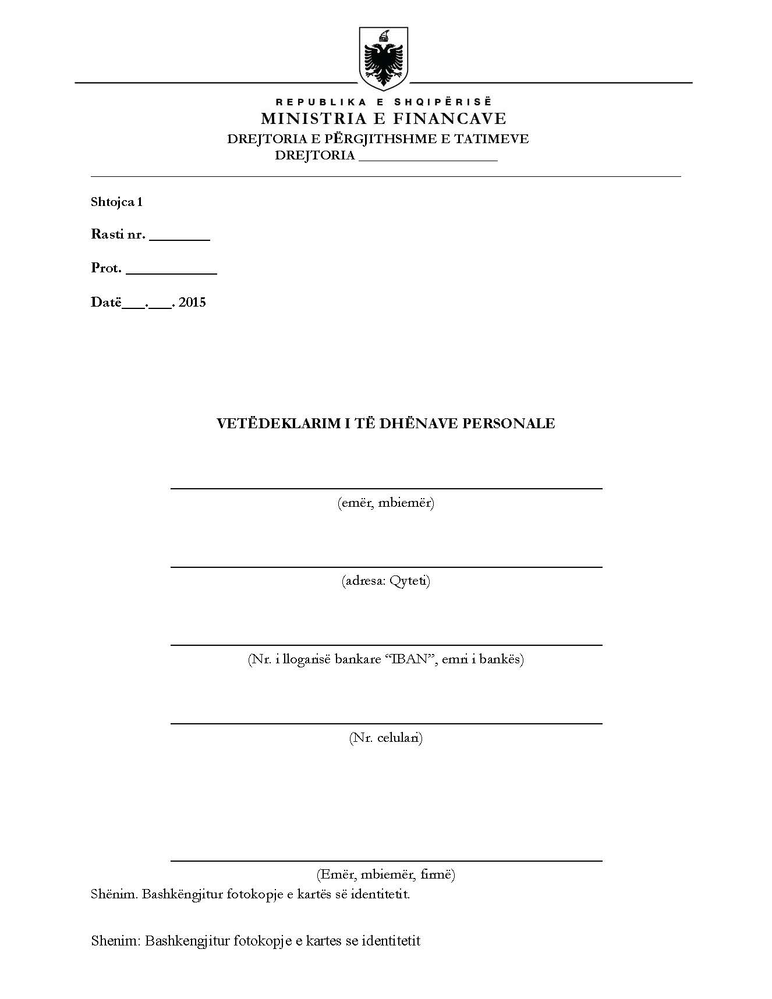 REPUBLIKA E SHQIPËRISË
MINISTRIA E FINANCAVE
DREJTORIA E PËRGJITHSHME E TATIMEVE
DREJTORIA ____________________
Shtojca 1
Rasti nr. ________
Prot. ____________
Datë___.___. 2015
VETËDEKLARIM I TË DHËNAVE PERSONALE
(emër, mbiemër)
(adresa: Qyteti)
(Nr. i llogarisë bankare “IBAN”, emri i bankës)
(Nr. celulari)
(Emër, mbiemër, firmë)
Shënim. Bashkëngjitur fotokopje e kartës së identitetit.
Shenim: Bashkengjitur fotokopje e kartes se identitetit